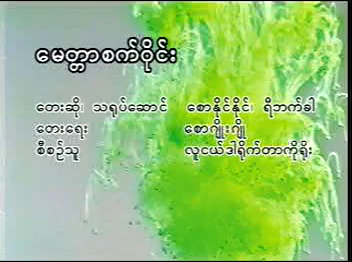 မေတ္တာစက်ဝိုင်း
တေးဆို သရုပ်ဆောင် စောနိုင်နိုင်၊ ရီဘက်ခါ
တေးရေး စောဂျိုးဂျို
စီစဉ်သူ လူငယ်ဒါရိုက်တာကိုရိုး